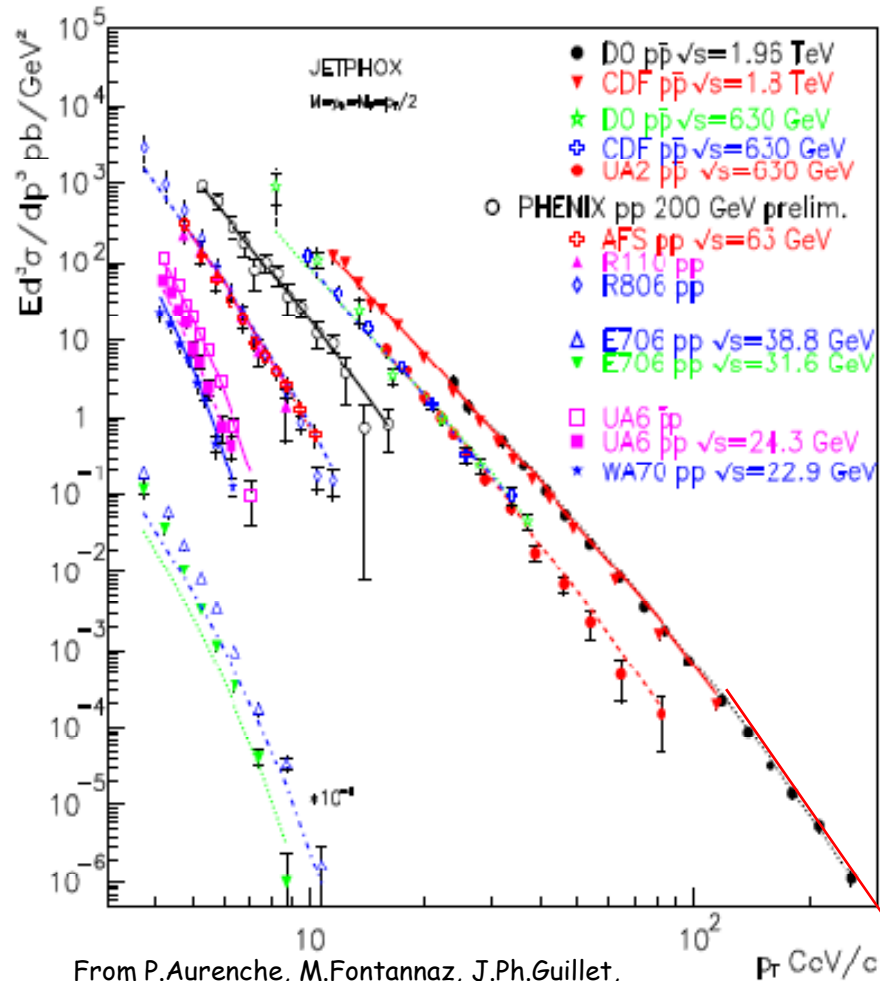 Ed³σ/dp³ pb/GeV²
10⁵
10⁴
10³
10²
10
1
10⁻¹
10⁻²
10⁻³
10⁻⁴
10⁻⁵
10⁻⁶
JETPHOX
D0 pp̄ √s=1.96 TeV
CDF pp̄ √s=1.8 TeV
D0 pp̄ √s=630 GeV
CDF pp̄ √s=630 GeV
UA2 pp̄ √s=630 GeV
PHENIX pp 200 GeV prelim.
AFS pp √s=63 GeV
R110 pp
R806 pp
E706 pp √s=38.8 GeV
E706 pp √s=31.6 GeV
UA6 p̄p
UA6 pp √s=24.3 GeV
WA70 pp √s=22.9 GeV
10 10²
From P.Aurenche, M.Fontannaz, J.Ph.Guillet,